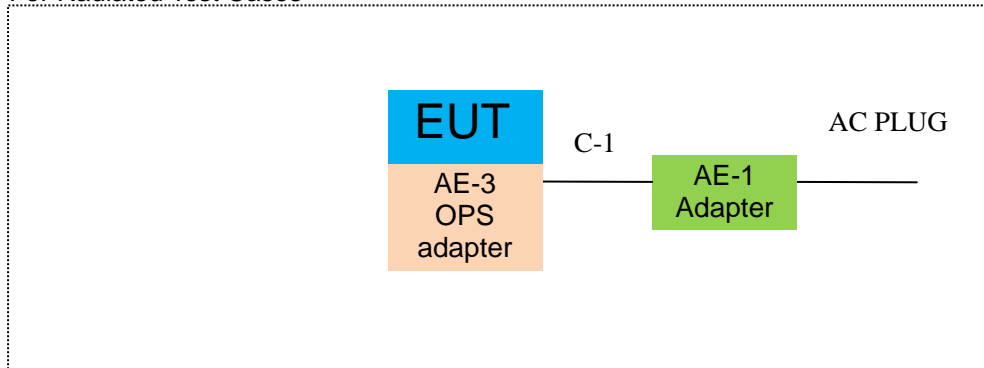 EUT
C-1
AC PLUG
AE-3
OPS
adapter
AE-1
Adapter